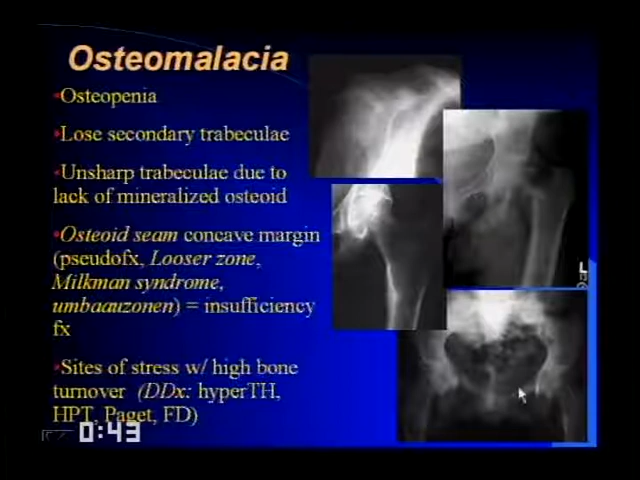 Osteomalacia
•Osteopenia
•Lose secondary trabeculae
•Unsharp trabeculae due to
lack of mineralized osteoid
•Osteoid seam concave margin
(pseudofx, Looser zone,
Milkman syndrome,
umbaauzonen) = insufficiency
fx
•Sites of stress w/ high bone
turnover (DDx: hyperTH,
HPT, Paget, FD)
0:43
L